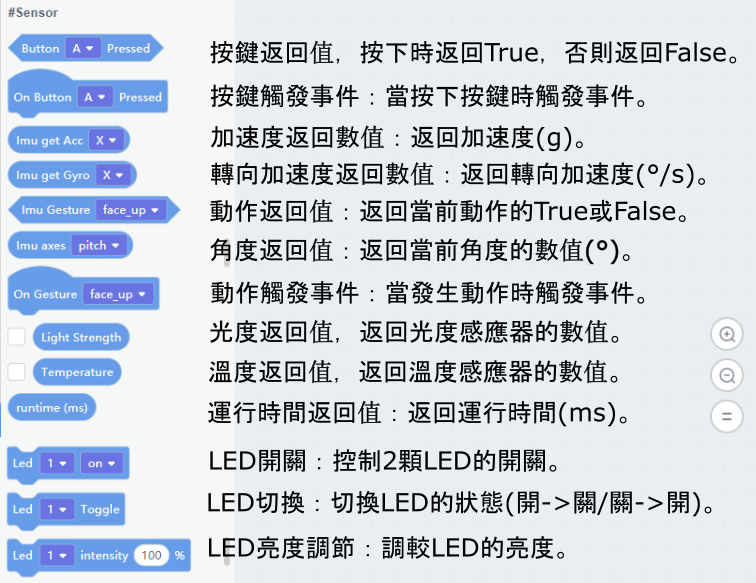 #Sensor
Button A Pressed 按鍵返回值，按下時返回True，否則返回False。
On Button A Pressed 按鍵觸發事件：當按下按鍵時觸發事件。
Imu get Acc X 加速度返回數值：返回加速度(g)。
Imu get Gyro X 轉向加速度返回數值：返回轉向加速度(°/s)。
Imu Gesture face_up 動作返回值：返回當前動作的True或False。
Imu axes pitch 角度返回值：返回當前角度的數值(°)。
On Gesture face_up 動作觸發事件：當發生動作時觸發事件。
Light Strength 光度返回值，返回光度感應器的數值。
Temperature 溫度返回值，返回溫度感應器的數值。
runtime (ms) 運行時間返回值：返回運行時間(ms)。
Led 1 on LED開關：控制2顆LED的開關。
Led 1 Toggle LED切換：切換LED的狀態(開->關/關->開)。
Led 1 intensity 100 % LED亮度調節：調較LED的亮度。